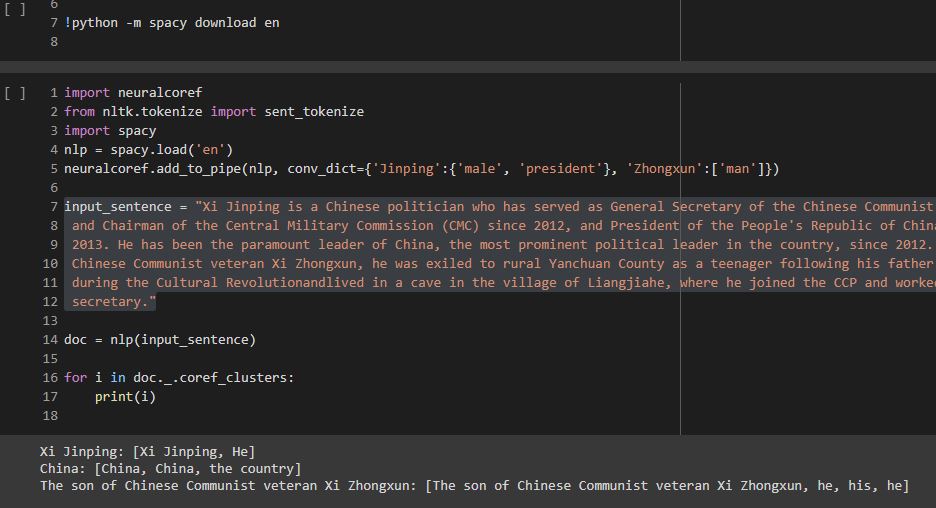 [ ]
6
7 !python -m spacy download en
8
[ ] 1 import neuralcoref
2 from nltk.tokenize import sent_tokenize
3 import spacy
4 nlp = spacy.load('en')
5 neuralcoref.add_to_pipe(nlp, conv_dict={'Jinping':{'male', 'president'}, 'Zhongxun':['man']})
6
7 input_sentence = "Xi Jinping is a Chinese politician who has served as General Secretary of the Chinese Communist
8 and Chairman of the Central Military Commission (CMC) since 2012, and President of the People's Republic of China
9 2013. He has been the paramount leader of China, the most prominent political leader in the country, since 2012.
10 Chinese Communist veteran Xi Zhongxun, he was exiled to rural Yanchuan County as a teenager following his father
11 during the Cultural Revolutionandlived in a cave in the village of Liangjiahe, where he joined the CCP and worked
12 secretary."
13
14 doc = nlp(input_sentence)
15
16 for i in doc._.coref_clusters:
17 print(i)
18
Xi Jinping: [Xi Jinping, He]
China: [China, China, the country]
The son of Chinese Communist veteran Xi Zhongxun: [The son of Chinese Communist veteran Xi Zhongxun, he, his, he]